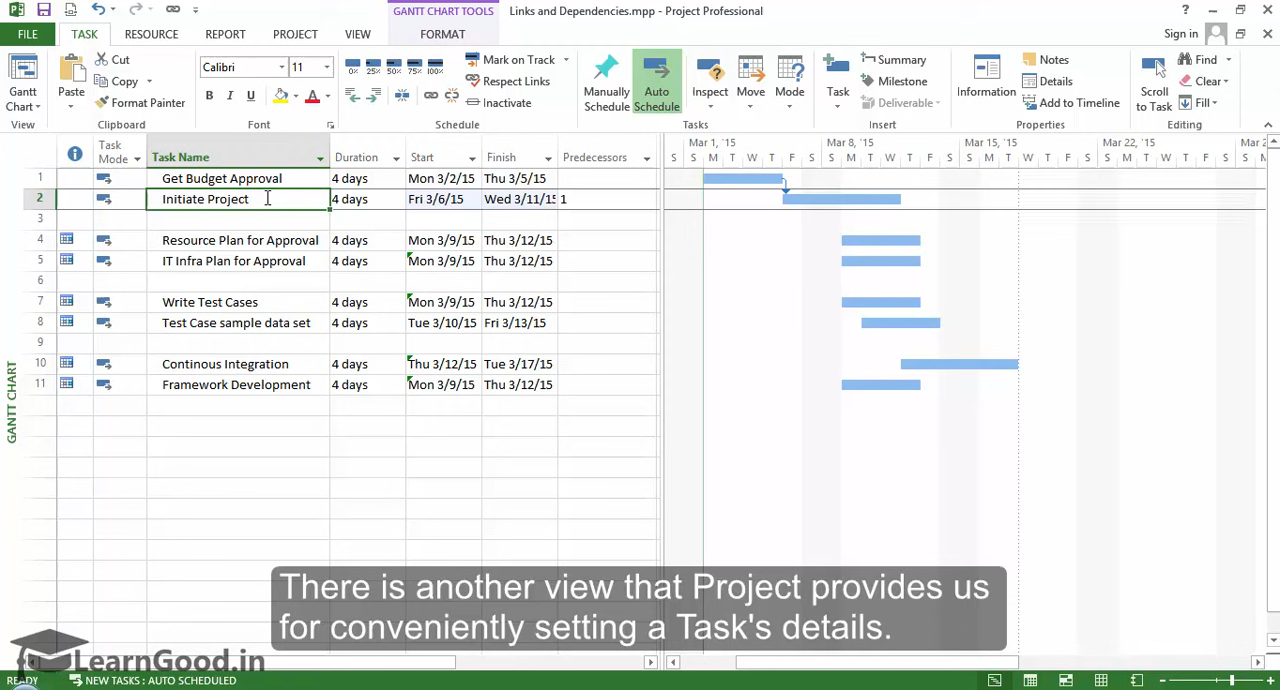 GANTT CHART TOOLS
Links and Dependencies.mpp - Project Professional
FILE TASK RESOURCE REPORT PROJECT VIEW FORMAT Sign in
Gantt Chart
View
Paste
Cut
Copy
Format Painter
Clipboard
Calibri 11
B I U A
Font
0% 25% 50% 75% 100%
Mark on Track
Respect Links
Inactivate
Schedule
Manually Schedule
Auto Schedule
Inspect
Move
Mode
Tasks
Task
Summary
Milestone
Deliverable
Insert
Information
Notes
Details
Add to Timeline
Properties
Scroll to Task
Find
Clear
Fill
Editing
Task Mode Task Name Duration Start Finish Predecessors
Mar 1, '15 Mar 8, '15 Mar 15, '15 Mar 22, '15
S M T W T F S S M T W T F S S M T W T F S S M T W T F S S
1 Get Budget Approval 4 days Mon 3/2/15 Thu 3/5/15
2 Initiate Project 4 days Fri 3/6/15 Wed 3/11/15 1
3
4 Resource Plan for Approval 4 days Mon 3/9/15 Thu 3/12/15
5 IT Infra Plan for Approval 4 days Mon 3/9/15 Thu 3/12/15
6
7 Write Test Cases 4 days Mon 3/9/15 Thu 3/12/15
8 Test Case sample data set 4 days Tue 3/10/15 Fri 3/13/15
9
10 Continous Integration 4 days Thu 3/12/15 Tue 3/17/15
11 Framework Development 4 days Mon 3/9/15 Thu 3/12/15
GANTT CHART
There is another view that Project provides us
for conveniently setting a Task's details.
LearnGood.in
READY NEW TASKS : AUTO SCHEDULED